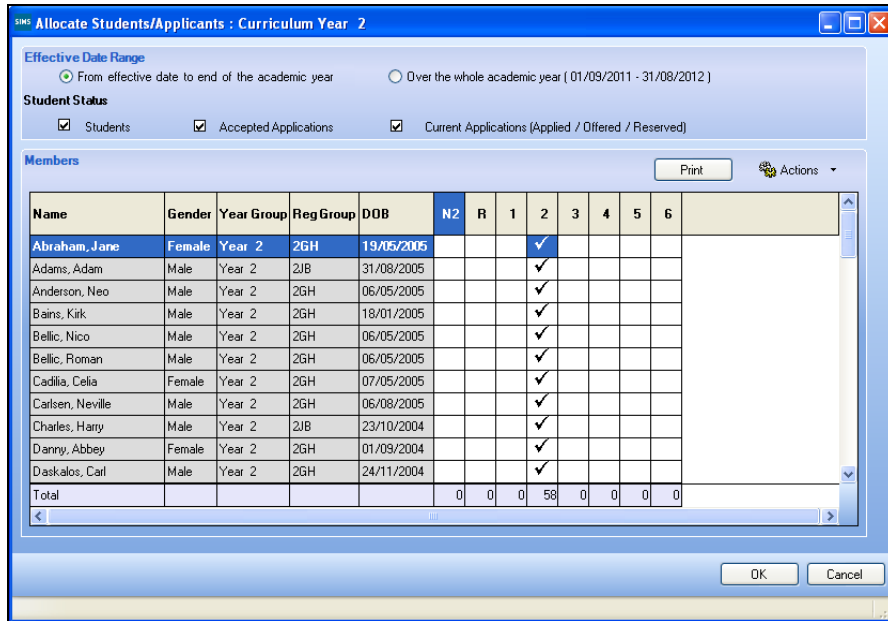 SIMS Allocate Students/Applicants : Curriculum Year 2
Effective Date Range
From effective date to end of the academic year Over the whole academic year ( 01/09/2011 - 31/08/2012 )
Student Status
Students Accepted Applications Current Applications (Applied / Offered / Reserved)
Members
Print Actions
Name Gender Year Group Reg Group DOB N2 R 1 2 3 4 5 6
Abraham, Jane Female Year 2 2GH 19/05/2005
Adams, Adam Male Year 2 2JB 31/08/2005
Anderson, Neo Male Year 2 2GH 06/05/2005
Bains, Kirk Male Year 2 2GH 18/01/2005
Bellic, Nico Male Year 2 2GH 06/05/2005
Bellic, Roman Male Year 2 2GH 06/05/2005
Cadilia, Celia Female Year 2 2GH 07/05/2005
Carlsen, Neville Male Year 2 2GH 06/08/2005
Charles, Harry Male Year 2 2JB 23/10/2004
Danny, Abbey Female Year 2 2GH 01/09/2004
Daskalos, Carl Male Year 2 2GH 24/11/2004
Total 0 0 0 58 0 0 0 0
OK Cancel